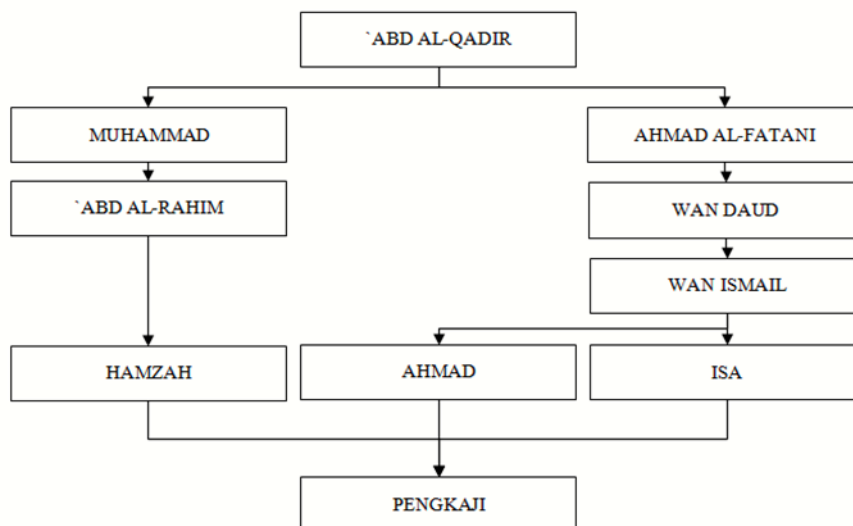 `ABD AL-QADIR
MUHAMMAD
AHMAD AL-FATANI
`ABD AL-RAHIM
WAN DAUD
WAN ISMAIL
HAMZAH
AHMAD
ISA
PENGKAJI